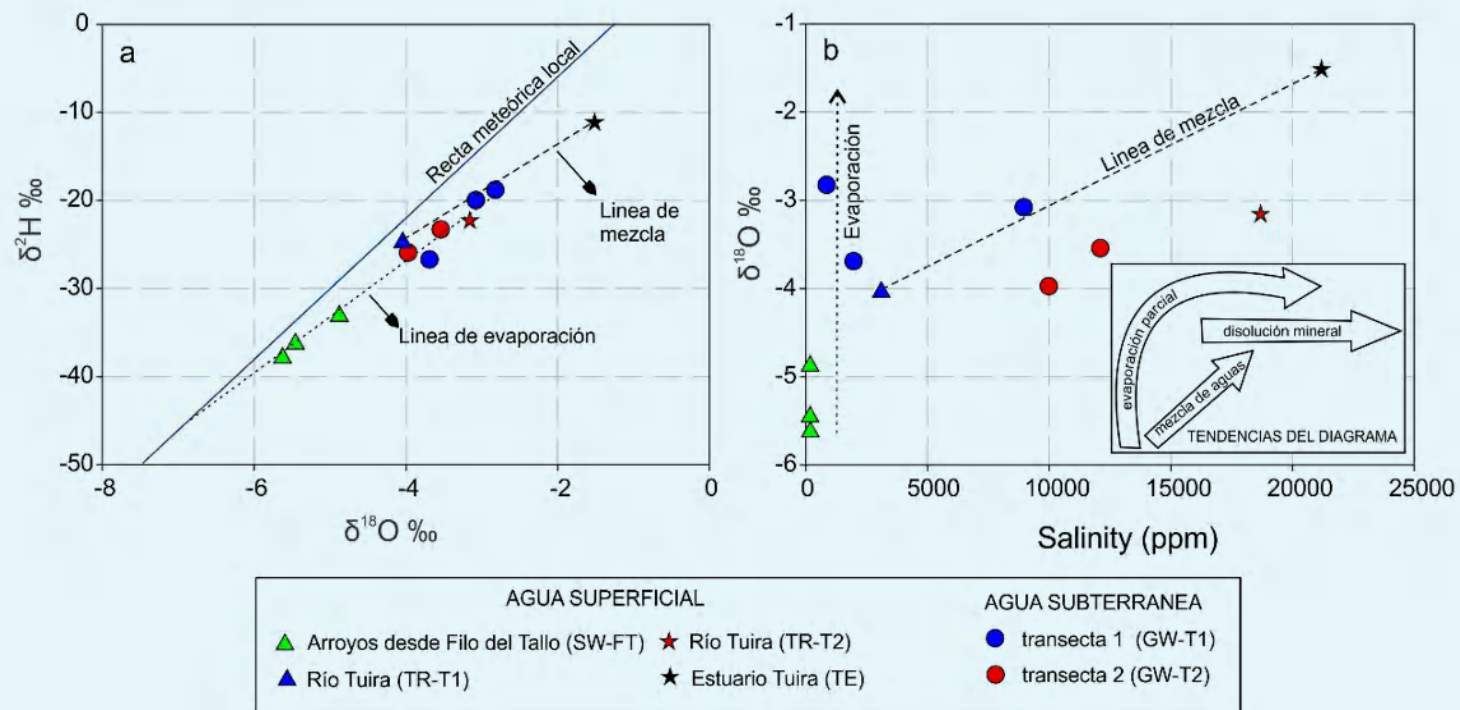 a
δ²H ‰
0
-10
-20
-30
-40
-50
-8
-6
-4
-2
0
δ¹⁸O ‰
Recta meteórica local
Linea de
mezcla
Linea de evaporación
b
δ¹⁸O ‰
-1
-2
-3
-4
-5
-6
0
5000
10000
15000
20000
25000
Salinity (ppm)
Evaporación
Linea de mezcla
evaporación parcial
disolución mineral
mezcla de aguas
TENDENCIAS DEL DIAGRAMA
AGUA SUPERFICIAL
Arroyos desde Filo del Tallo (SW-FT)
Río Tuira (TR-T2)
Río Tuira (TR-T1)
Estuario Tuira (TE)
AGUA SUBTERRANEA
transecta 1 (GW-T1)
transecta 2 (GW-T2)